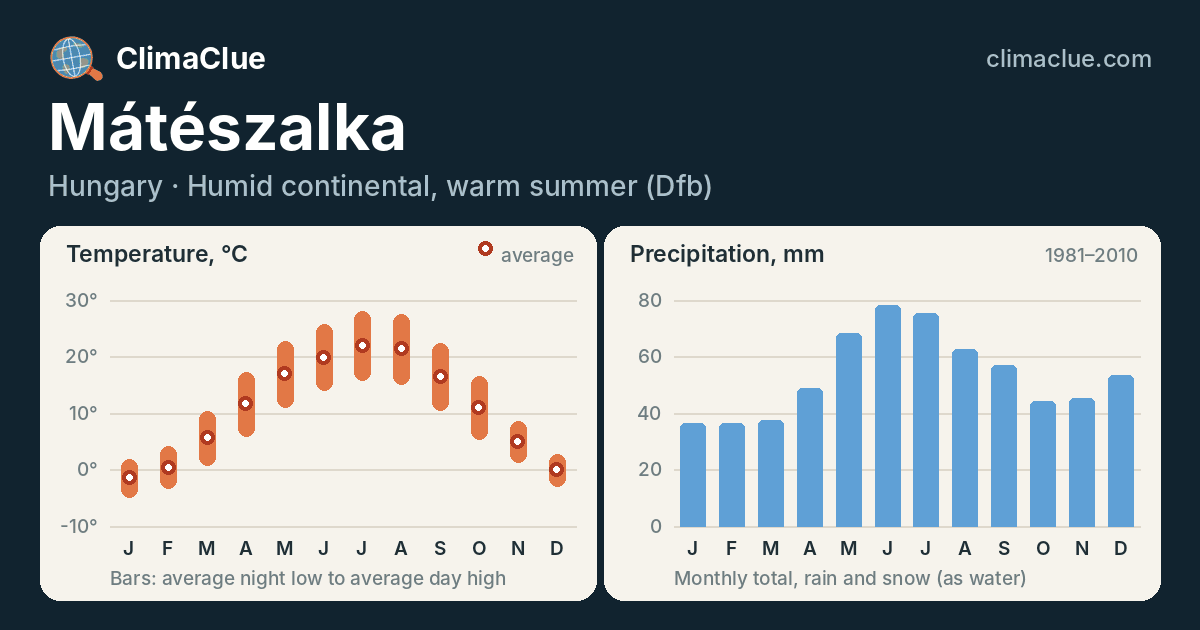 ClimaClue
climaclue.com
Mátészalka
Hungary · Humid continental, warm summer (Dfb)
Temperature, °C
average
30°
20°
10°
0°
-10°
J F M A M J J A S O N D
Bars: average night low to average day high
Precipitation, mm
1981–2010
80
60
40
20
0
J F M A M J J A S O N D
Monthly total, rain and snow (as water)